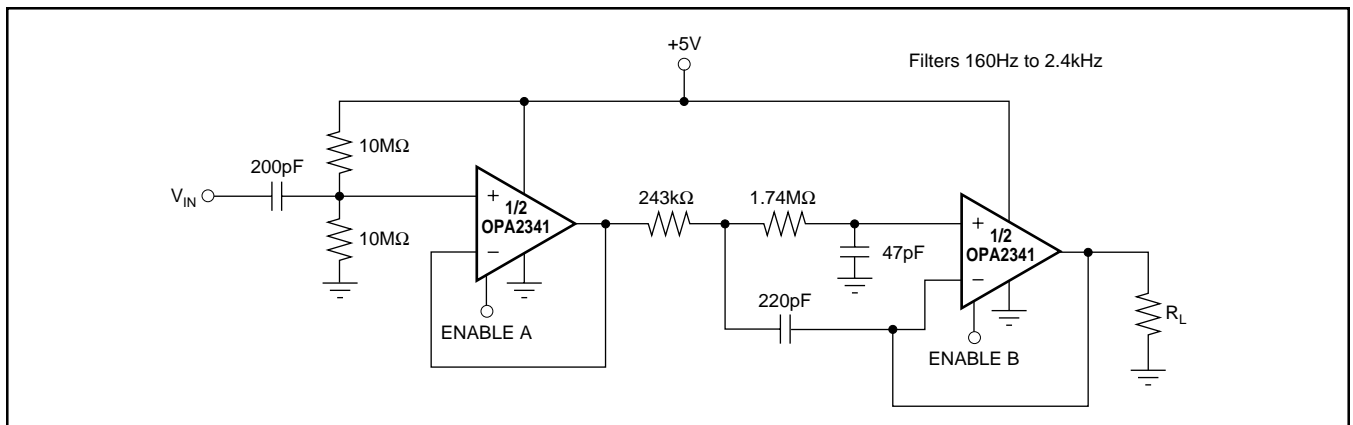 +5V
Filters 160Hz to 2.4kHz
10MΩ
200pF
V_IN
10MΩ
+
1/2
OPA2341
−
ENABLE A
243kΩ
1.74MΩ
47pF
220pF
+
1/2
OPA2341
−
ENABLE B
R_L